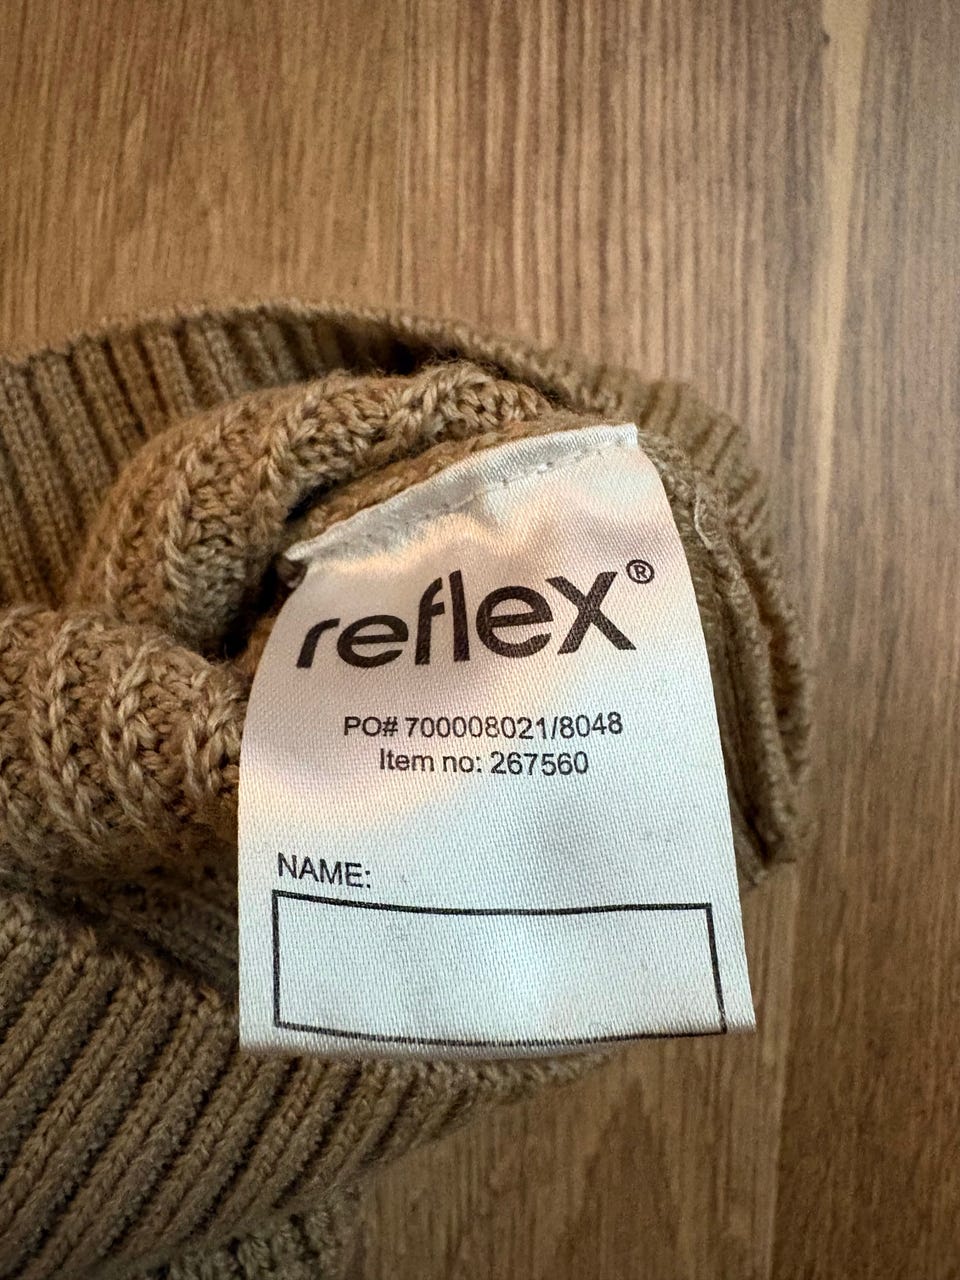 reflex®
PO# 700008021/8048
Item no: 267560
NAME: